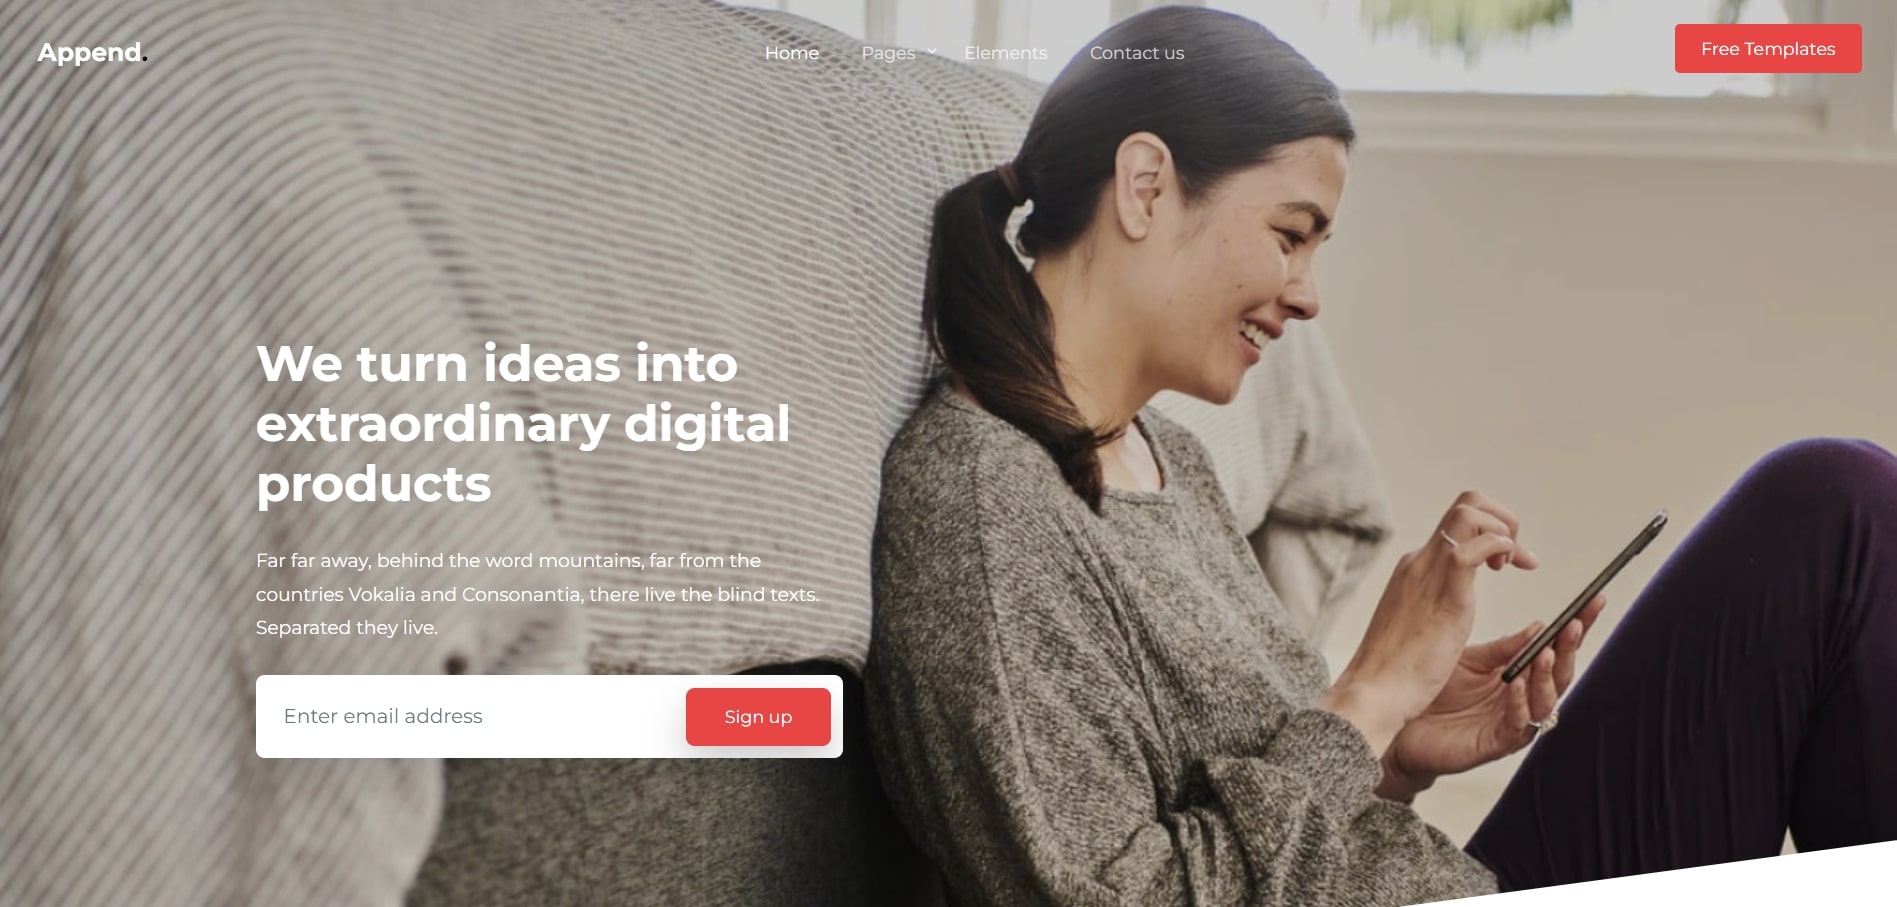 Append.
Home
Pages
Elements
Contact us
Free Templates
We turn ideas into
extraordinary digital
products
Far far away, behind the word mountains, far from the
countries Vokalia and Consonantia, there live the blind texts.
Separated they live.
Enter email address
Sign up